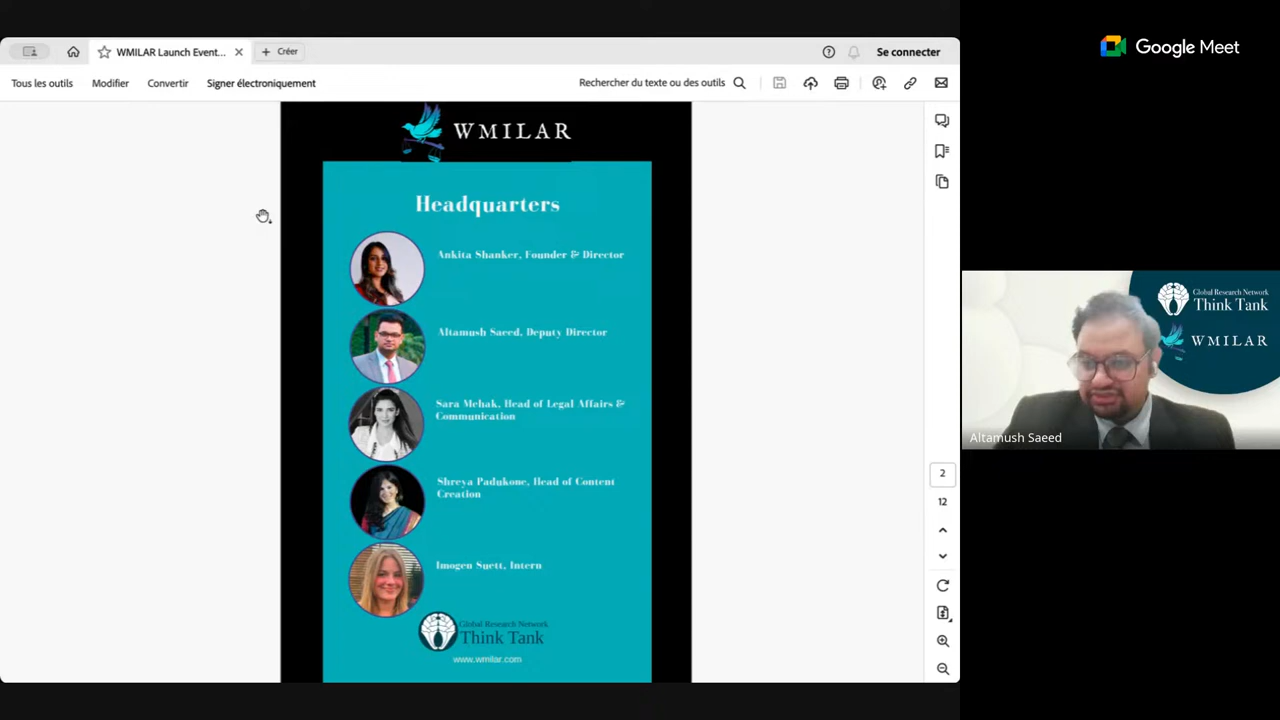 WMILAR Launch Event...
Créer
Se connecter
Tous les outils
Modifier
Convertir
Signer électroniquement
Rechercher du texte ou des outils
WMILAR
Headquarters
Ankita Shanker, Founder & Director
Altamush Saeed, Deputy Director
Sara Mehak, Head of Legal Affairs &
Communication
Shreya Padukone, Head of Content
Creation
Imogen Suett, Intern
Global Research Network
Think Tank
www.wmilar.com
2
12
Google Meet
Global Research Network
Think Tank
WMILAR
Altamush Saeed